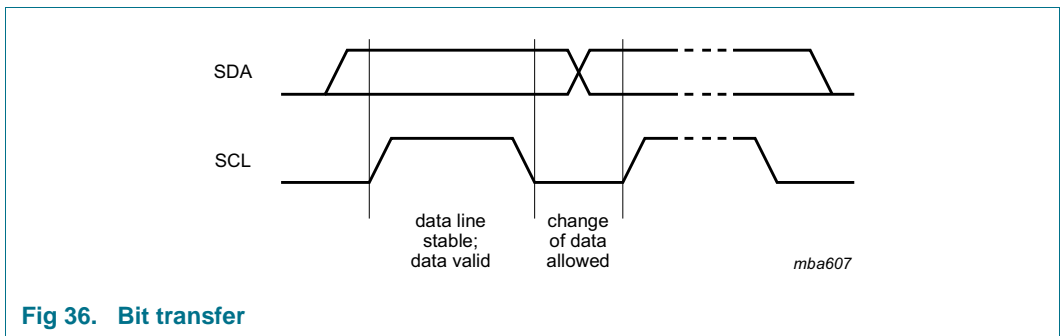 SDA
SCL
data line
stable;
data valid
change
of data
allowed
mba607
Fig 36. Bit transfer